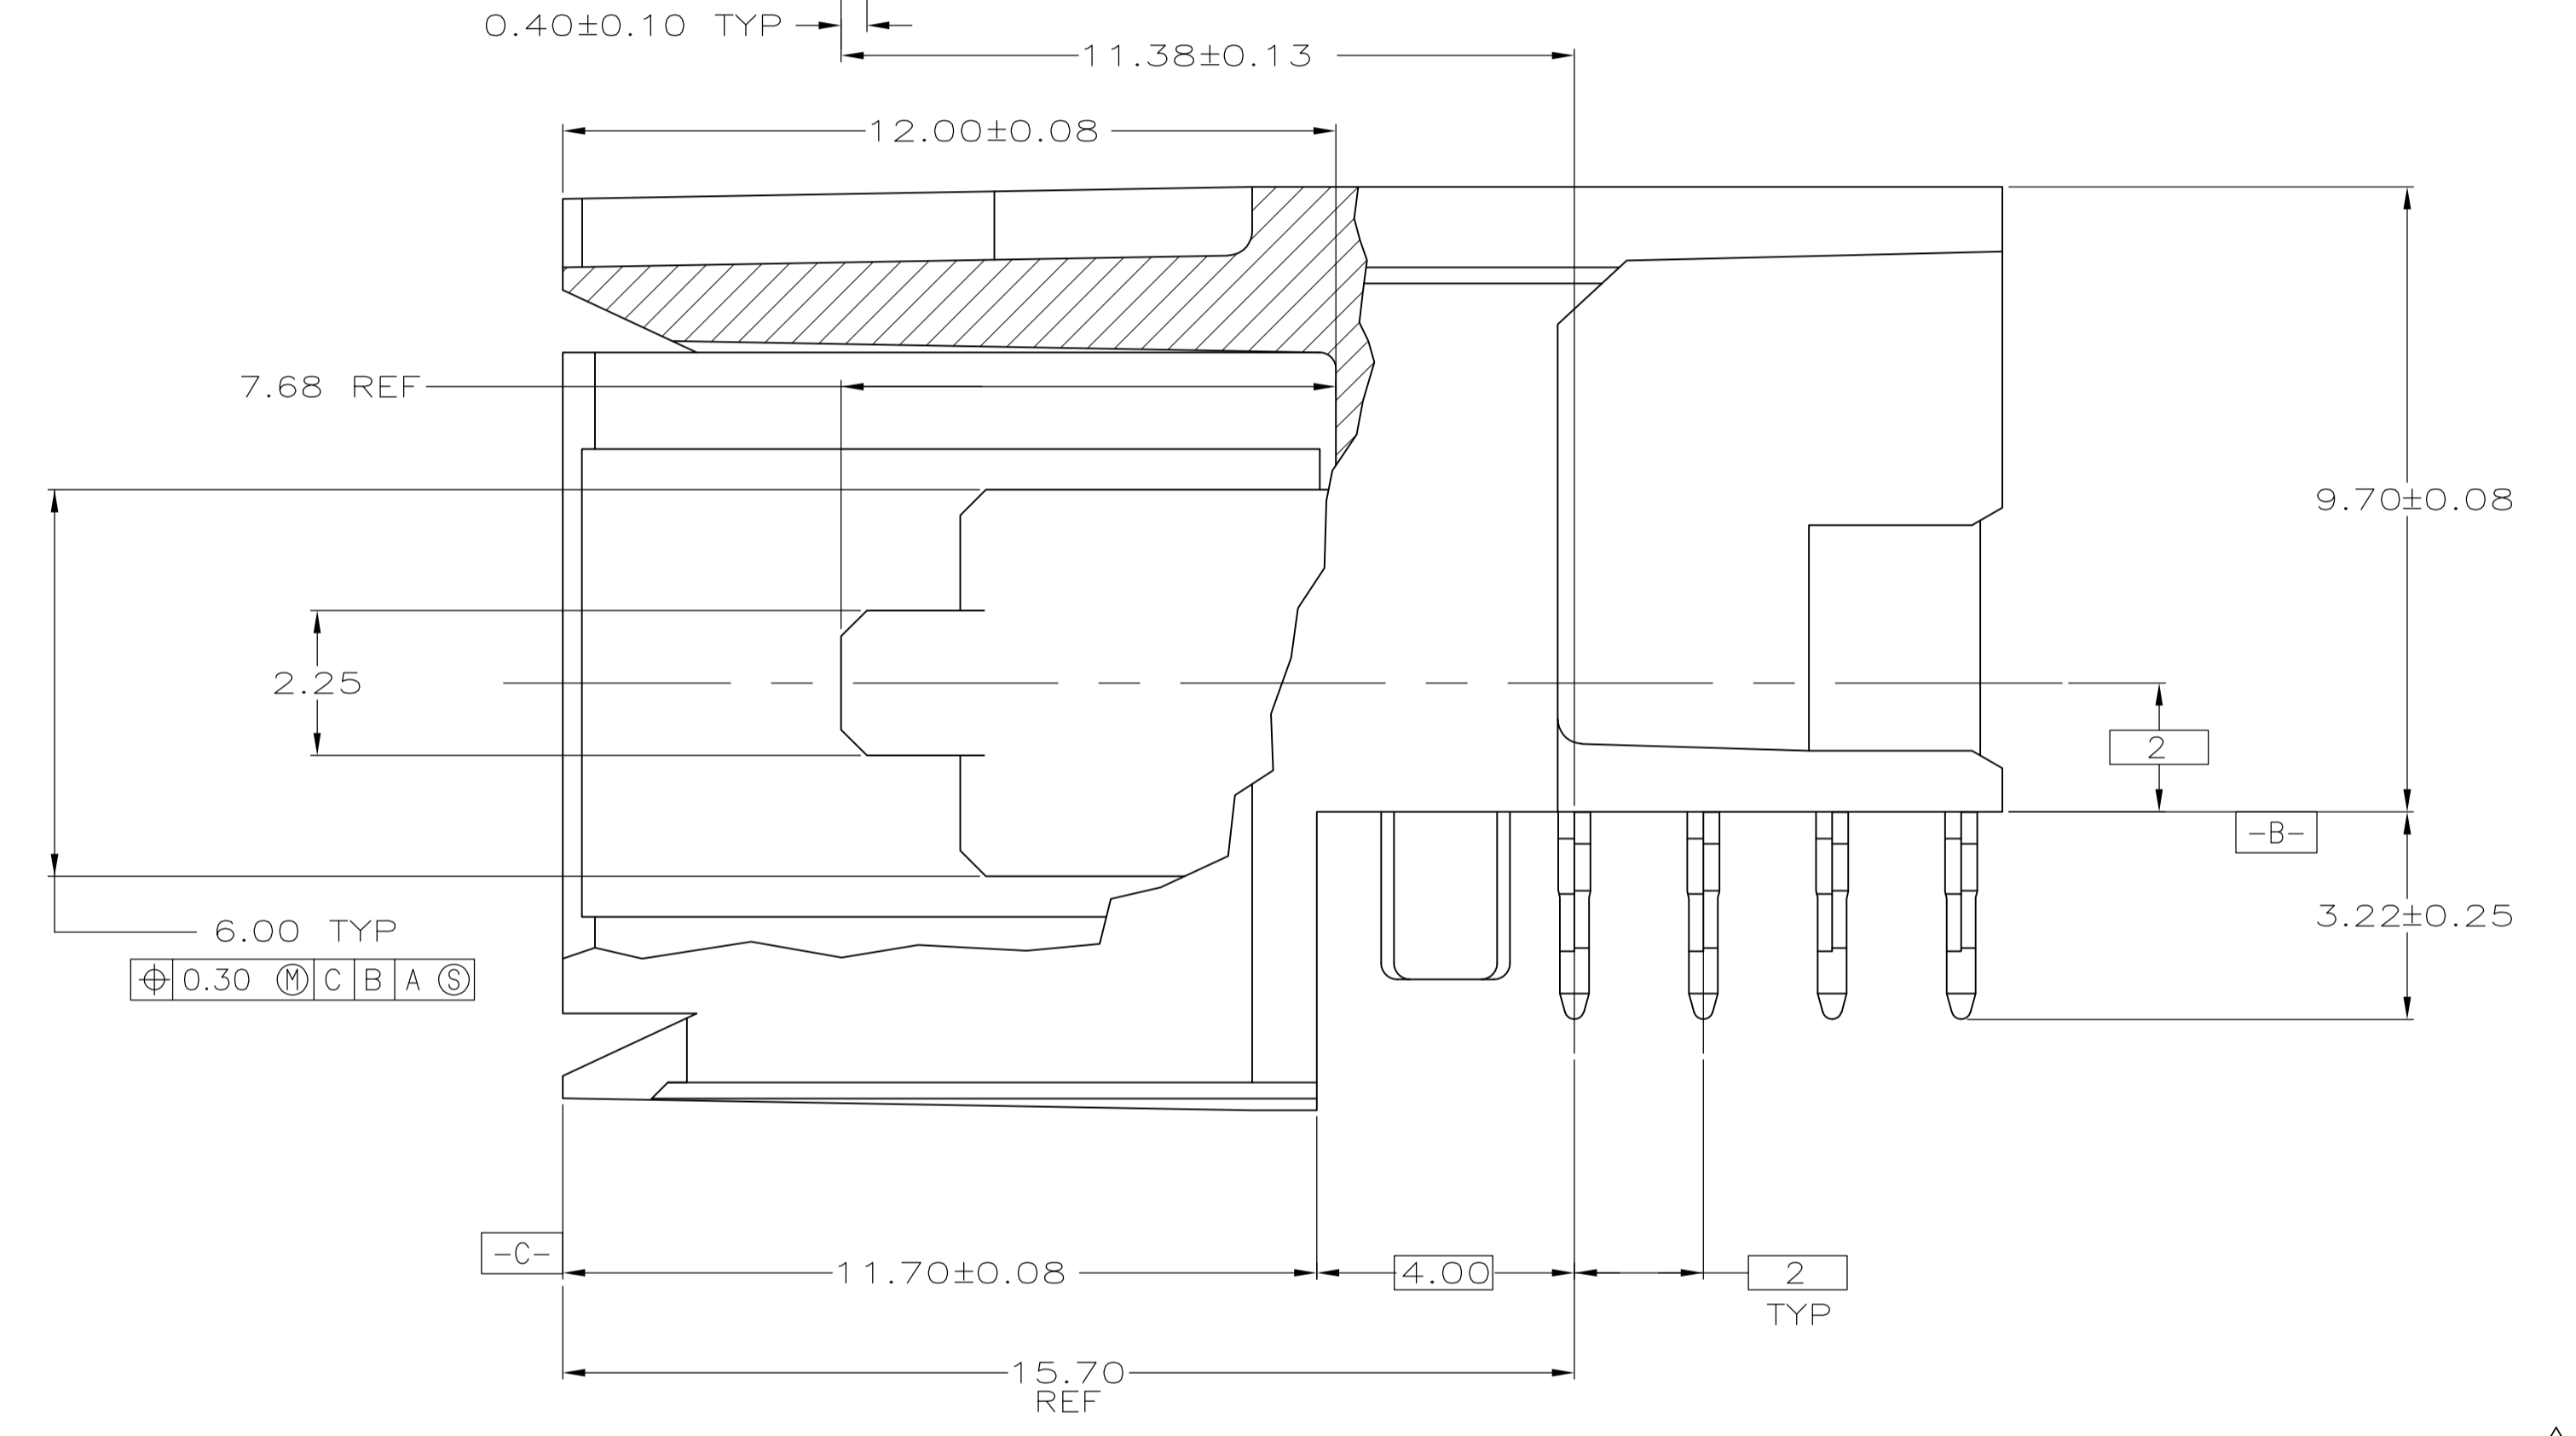 0.40±0.10 TYP
11.38±0.13
12.00±0.08
7.68 REF
9.70±0.08
2.25
2
-B-
3.22±0.25
6.00 TYP
⌖ 0.30 Ⓜ C B A Ⓢ
-C-
11.70±0.08
4.00
2
TYP
15.70
REF